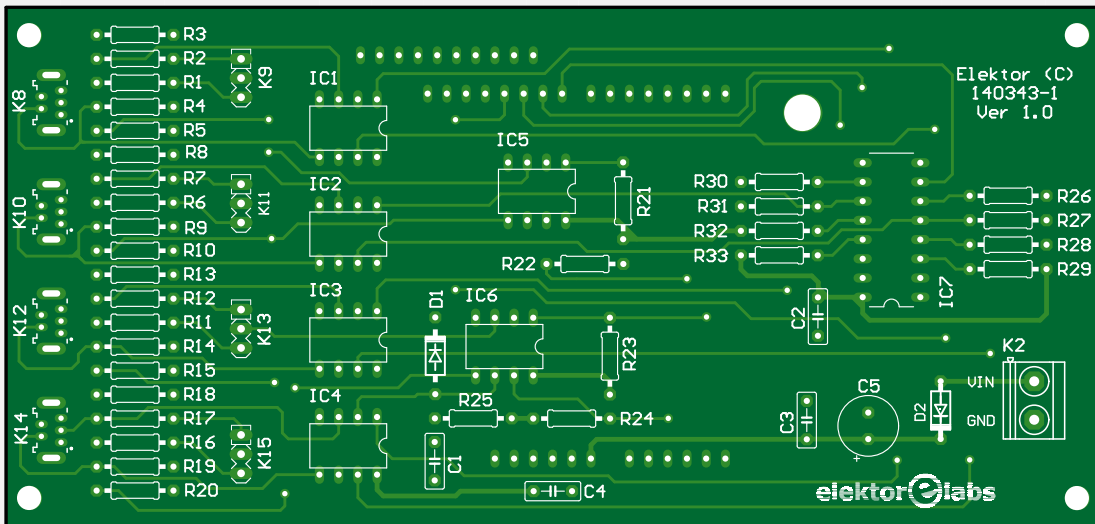 R3
R2
R1
R4
R5
R8
R7
R6
R9
R10
R13
R12
R11
R14
R15
R18
R17
R16
R19
R20
K8
K10
K12
K14
K9
K11
K13
K15
IC1
IC2
IC3
IC4
IC5
R21
R22
D1
IC6
R23
R25
R24
C1
C4
Elektor (C)
140343-1
Ver 1.0
R30
R31
R32
R33
R26
R27
R28
R29
IC7
C2
K2
VIN
GND
C5
+
C3
D2
elektor e labs